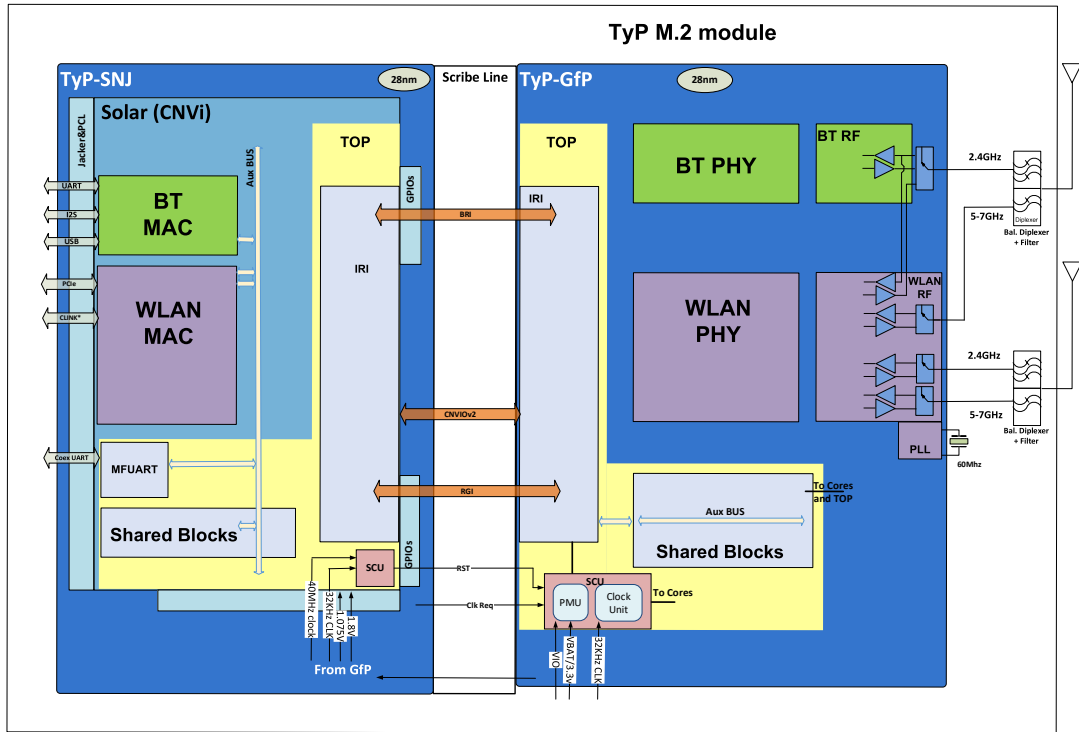 TyP M.2 module
TyP-SNJ
28nm
Scribe Line
TyP-GfP
28nm
Jacker&PCL
Solar (CNVi)
Aux BUS
TOP
GPIOs
IRI
BT
MAC
WLAN
MAC
UART
I2S
USB
PCIe
CLINK*
Coex UART
MFUART
Shared Blocks
SCU
GPIOs
40MHz clock
32KHz CLK
1.075V
1.8V
From GfP
BRI
CNVIOv2
RGI
RST
Clk Req
TOP
IRI
BT PHY
BT RF
WLAN
PHY
WLAN
RF
PLL
60Mhz
2.4GHz
5-7GHz
Diplexer
Bal. Diplexer
+ Filter
2.4GHz
5-7GHz
Bal. Diplexer
+ Filter
To Cores
and TOP
Aux BUS
Shared Blocks
SCU
PMU
Clock
Unit
To Cores
VIO
VBAT/3.3v
32KHz CLK